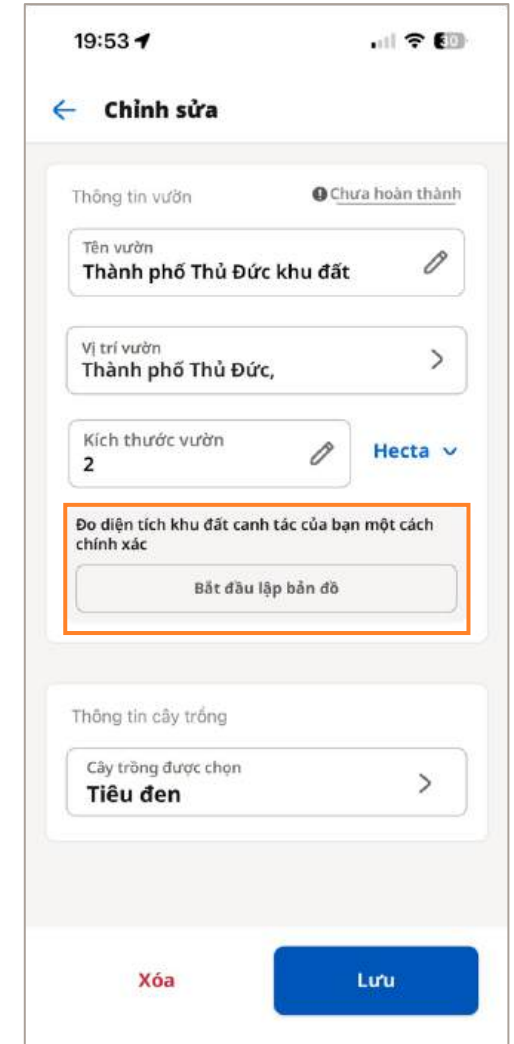 19:53
30
Chỉnh sửa
Thông tin vườn
Chưa hoàn thành
Tên vườn
Thành phố Thủ Đức khu đất
Vị trí vườn
Thành phố Thủ Đức,
Kích thước vườn
2
Hecta
Đo diện tích khu đất canh tác của bạn một cách
chính xác
Bắt đầu lập bản đồ
Thông tin cây trồng
Cây trồng được chọn
Tiêu đen
Xóa
Lưu